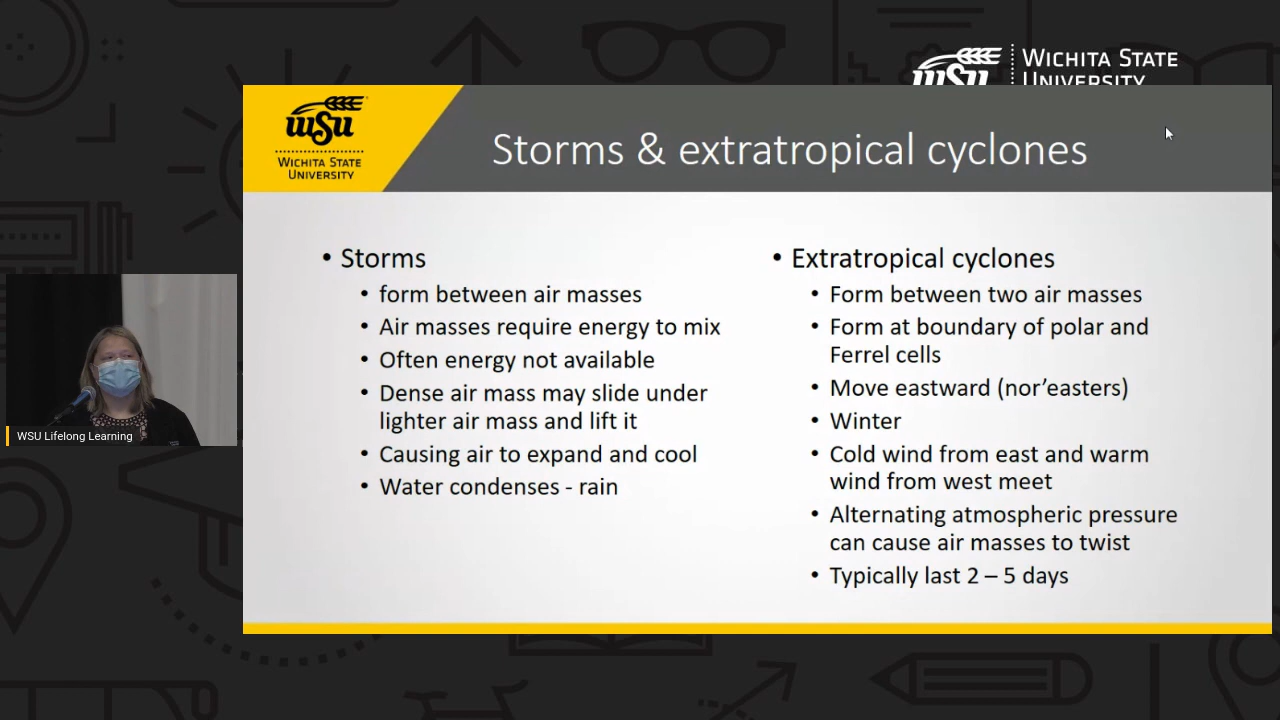 WSU
WICHITA STATE
UNIVERSITY
wsu
WICHITA STATE
UNIVERSITY
Storms & extratropical cyclones
• Storms
• form between air masses
• Air masses require energy to mix
• Often energy not available
• Dense air mass may slide under
lighter air mass and lift it
• Causing air to expand and cool
• Water condenses - rain
• Extratropical cyclones
• Form between two air masses
• Form at boundary of polar and
Ferrel cells
• Move eastward (nor’easters)
• Winter
• Cold wind from east and warm
wind from west meet
• Alternating atmospheric pressure
can cause air masses to twist
• Typically last 2 – 5 days
WSU Lifelong Learning